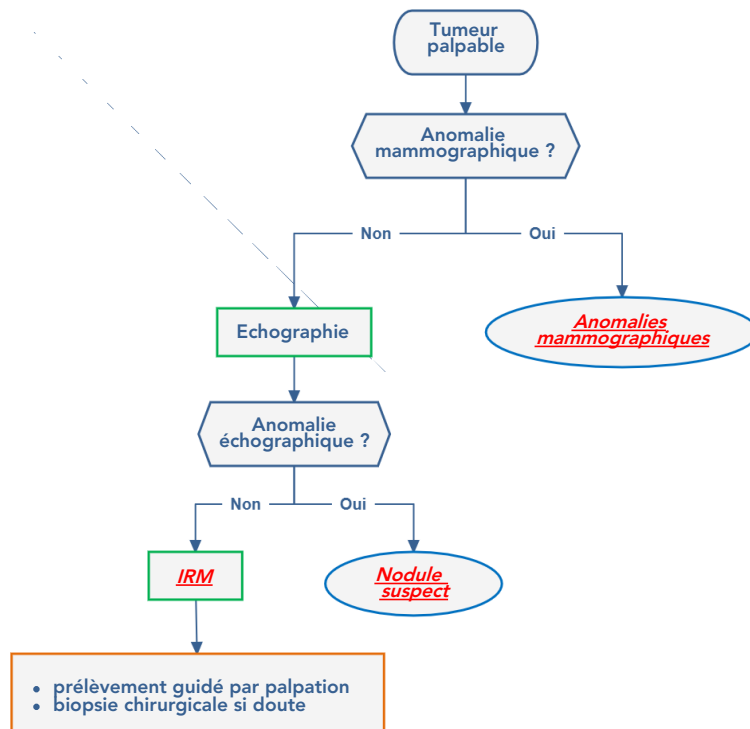 Tumeur
palpable
Anomalie
mammographique ?
Non
Oui
Echographie
Anomalies
mammographiques
Anomalie
échographique ?
Non
Oui
IRM
Nodule
suspect
• prélèvement guidé par palpation
• biopsie chirurgicale si doute